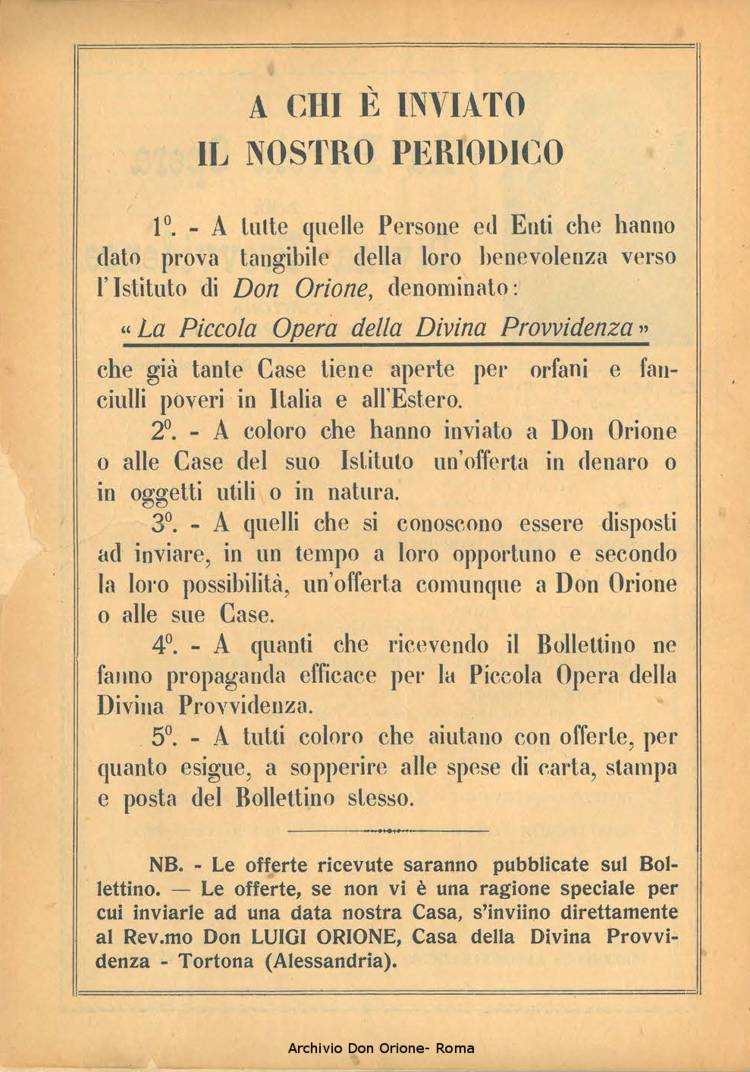 A CHI È INVIATO
IL NOSTRO PERIODICO
1º. - A tutte quelle Persone ed Enti che hanno
dato prova tangibile della loro benevolenza verso
l'Istituto di Don Orione, denominato:
“ La Piccola Opera della Divina Provvidenza ”
che già tante Case tiene aperte per orfani e fan-
ciulli poveri in Italia e all'Estero.
2º. - A coloro che hanno inviato a Don Orione
o alle Case del suo Istituto un'offerta in denaro o
in oggetti utili o in natura.
3º. - A quelli che si conoscono essere disposti
ad inviare, in un tempo a loro opportuno e secondo
la loro possibilità, un'offerta comunque a Don Orione
o alle sue Case.
4º. - A quanti che ricevendo il Bollettino ne
fanno propaganda efficace per la Piccola Opera della
Divina Provvidenza.
5º. - A tutti coloro che aiutano con offerte, per
quanto esigue, a sopperire alle spese di carta, stampa
e posta del Bollettino stesso.
NB. - Le offerte ricevute saranno pubblicate sul Bol-
lettino. — Le offerte, se non vi è una ragione speciale per
cui inviarle ad una data nostra Casa, s'inviino direttamente
al Rev.mo Don LUIGI ORIONE, Casa della Divina Provvi-
denza - Tortona (Alessandria).
Archivio Don Orione- Roma